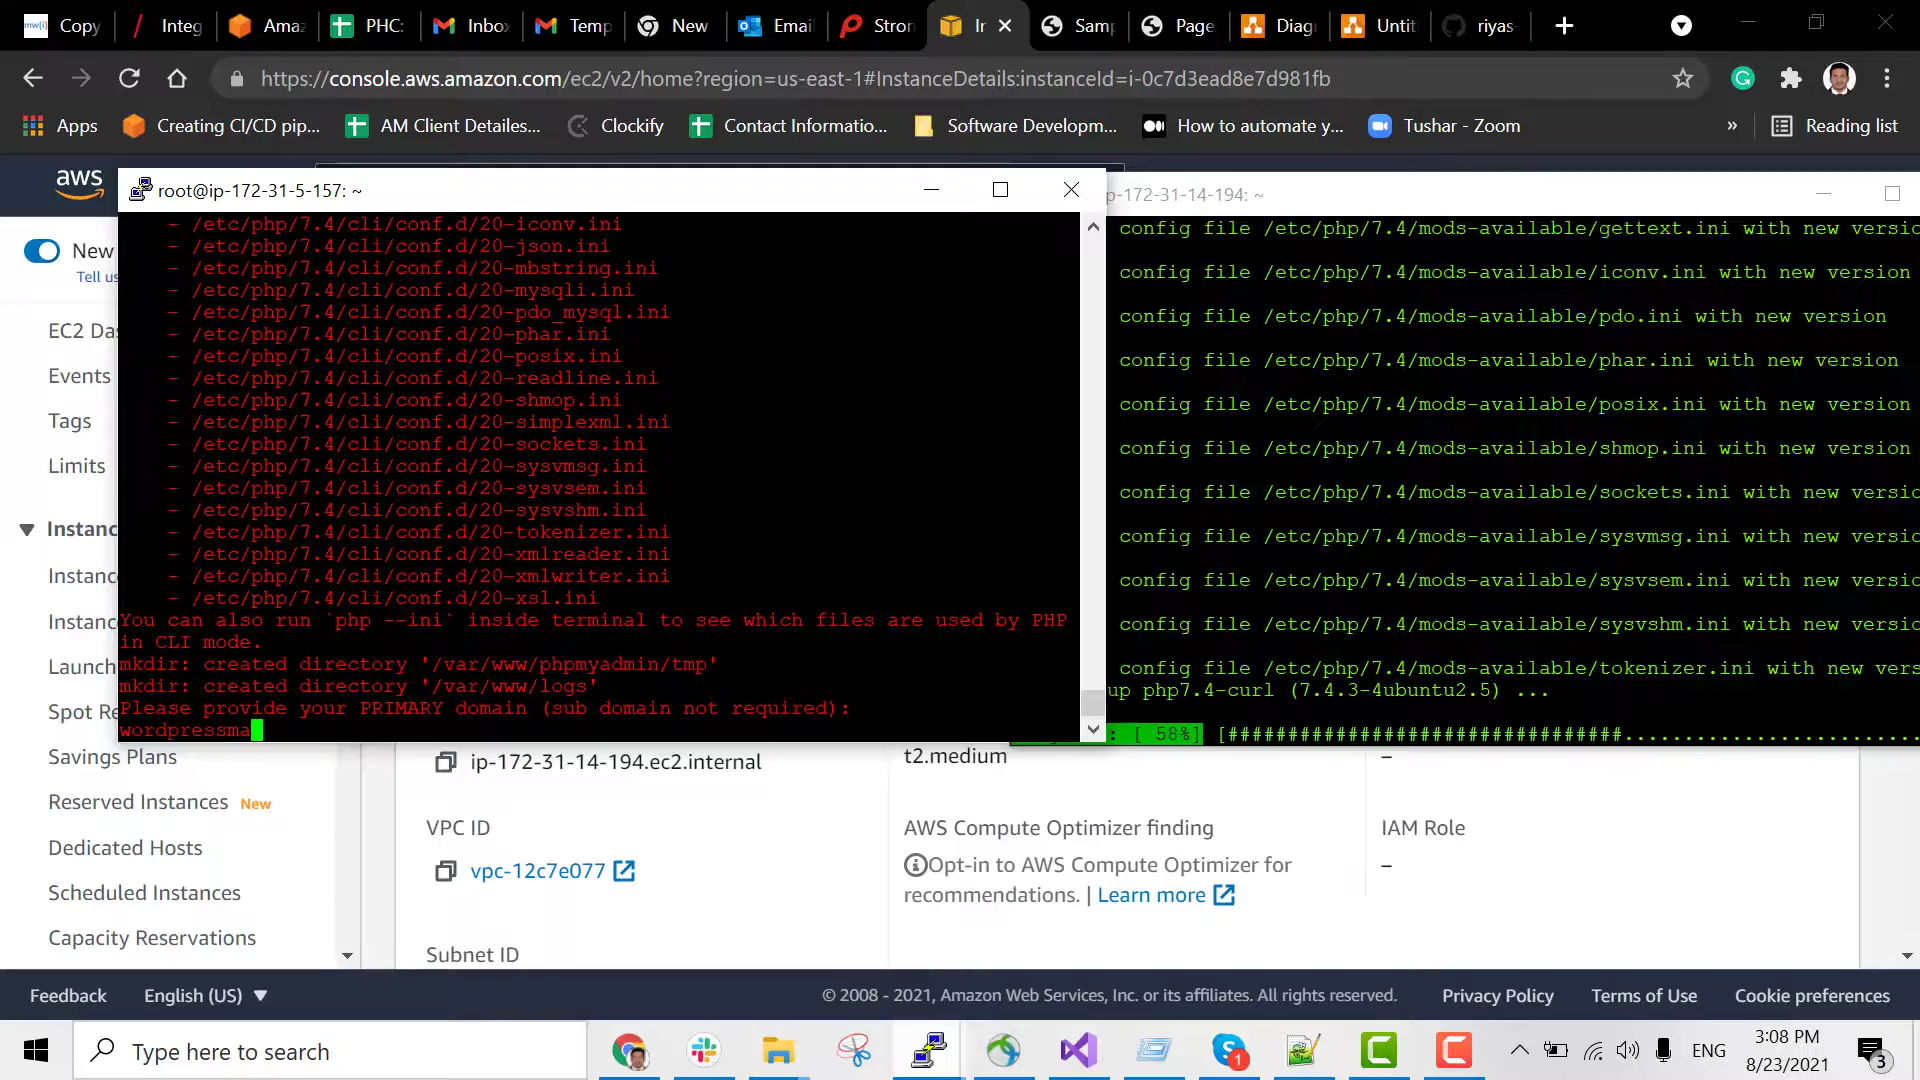 Copy
Integ
Amaz
PHC:
Inbo
Temp
New
Email
Stron
In
Samp
Page
Diag
Untit
riyas-
https://console.aws.amazon.com/ec2/v2/home?region=us-east-1#InstanceDetails:instanceId=i-0c7d3ead8e7d981fb
Apps
Creating CI/CD pip...
AM Client Detailes...
Clockify
Contact Informatio...
Software Developm...
How to automate y...
Tushar - Zoom
»
Reading list
aws
root@ip-172-31-5-157: ~
p-172-31-14-194: ~
New
Tell us
EC2 Das
Events
Tags
Limits
Instanc
Instanc
Instanc
Launch
Spot Re
Savings Plans
Reserved Instances New
Dedicated Hosts
Scheduled Instances
Capacity Reservations
- /etc/php/7.4/cli/conf.d/20-iconv.ini
- /etc/php/7.4/cli/conf.d/20-json.ini
- /etc/php/7.4/cli/conf.d/20-mbstring.ini
- /etc/php/7.4/cli/conf.d/20-mysqli.ini
- /etc/php/7.4/cli/conf.d/20-pdo_mysql.ini
- /etc/php/7.4/cli/conf.d/20-phar.ini
- /etc/php/7.4/cli/conf.d/20-posix.ini
- /etc/php/7.4/cli/conf.d/20-readline.ini
- /etc/php/7.4/cli/conf.d/20-shmop.ini
- /etc/php/7.4/cli/conf.d/20-simplexml.ini
- /etc/php/7.4/cli/conf.d/20-sockets.ini
- /etc/php/7.4/cli/conf.d/20-sysvmsg.ini
- /etc/php/7.4/cli/conf.d/20-sysvsem.ini
- /etc/php/7.4/cli/conf.d/20-sysvshm.ini
- /etc/php/7.4/cli/conf.d/20-tokenizer.ini
- /etc/php/7.4/cli/conf.d/20-xmlreader.ini
- /etc/php/7.4/cli/conf.d/20-xmlwriter.ini
- /etc/php/7.4/cli/conf.d/20-xsl.ini
You can also run `php --ini` inside terminal to see which files are used by PHP
in CLI mode.
mkdir: created directory '/var/www/phpmyadmin/tmp'
mkdir: created directory '/var/www/logs'
Please provide your PRIMARY domain (sub domain not required):
wordpressma
config file /etc/php/7.4/mods-available/gettext.ini with new versio
config file /etc/php/7.4/mods-available/iconv.ini with new version
config file /etc/php/7.4/mods-available/pdo.ini with new version
config file /etc/php/7.4/mods-available/phar.ini with new version
config file /etc/php/7.4/mods-available/posix.ini with new version
config file /etc/php/7.4/mods-available/shmop.ini with new version
config file /etc/php/7.4/mods-available/sockets.ini with new versio
config file /etc/php/7.4/mods-available/sysvmsg.ini with new versio
config file /etc/php/7.4/mods-available/sysvsem.ini with new versio
config file /etc/php/7.4/mods-available/sysvshm.ini with new versio
config file /etc/php/7.4/mods-available/tokenizer.ini with new vers
up php7.4-curl (7.4.3-4ubuntu2.5) ...
: [ 58%] [#################################.........................
ip-172-31-14-194.ec2.internal
t2.medium
–
VPC ID
AWS Compute Optimizer finding
IAM Role
vpc-12c7e077
Opt-in to AWS Compute Optimizer for
recommendations. | Learn more
–
Subnet ID
Feedback
English (US)
© 2008 - 2021, Amazon Web Services, Inc. or its affiliates. All rights reserved.
Privacy Policy
Terms of Use
Cookie preferences
Type here to search
1
ENG
3:08 PM
8/23/2021
3